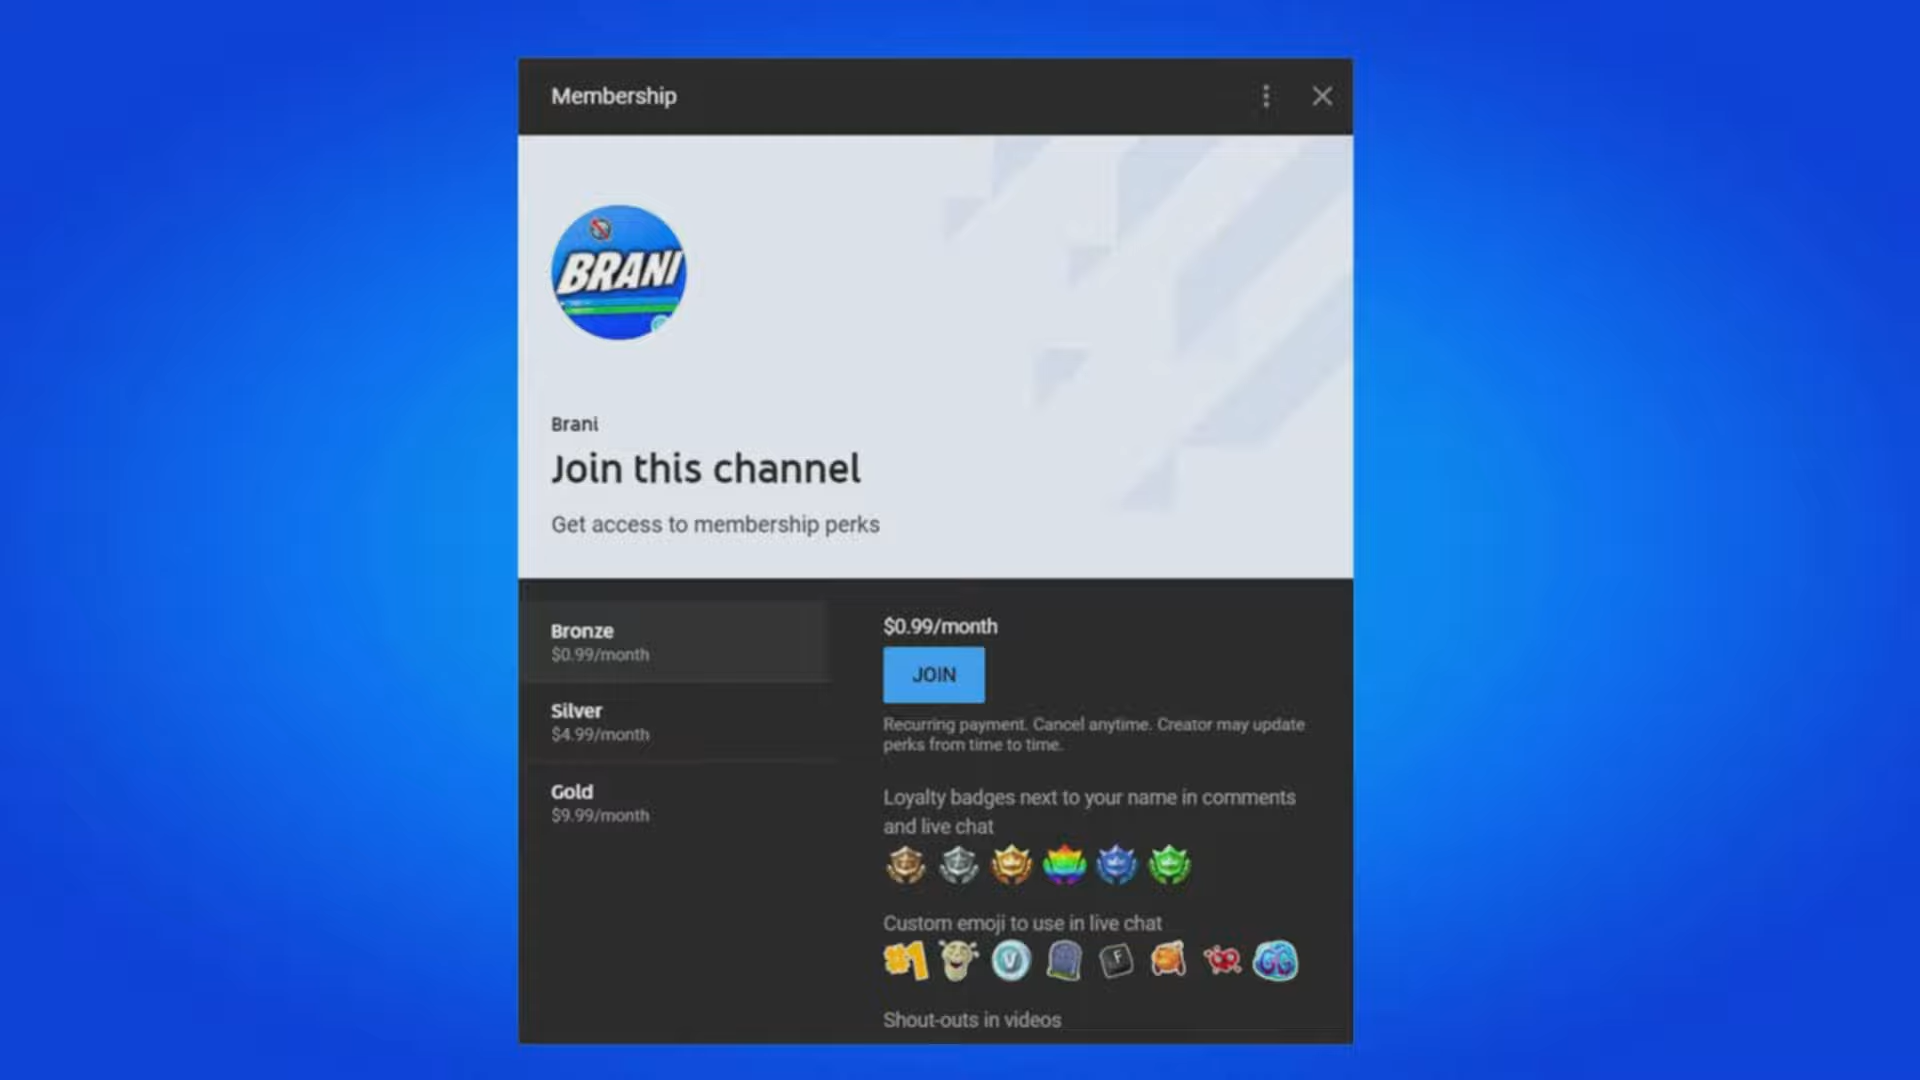 Membership
BRANI
Brani
Join this channel
Get access to membership perks
Bronze
$0.99/month
Silver
$4.99/month
Gold
$9.99/month
$0.99/month
JOIN
Recurring payment. Cancel anytime. Creator may update
perks from time to time.
Loyalty badges next to your name in comments
and live chat
Custom emoji to use in live chat
#1
V
F
GG
Shout-outs in videos